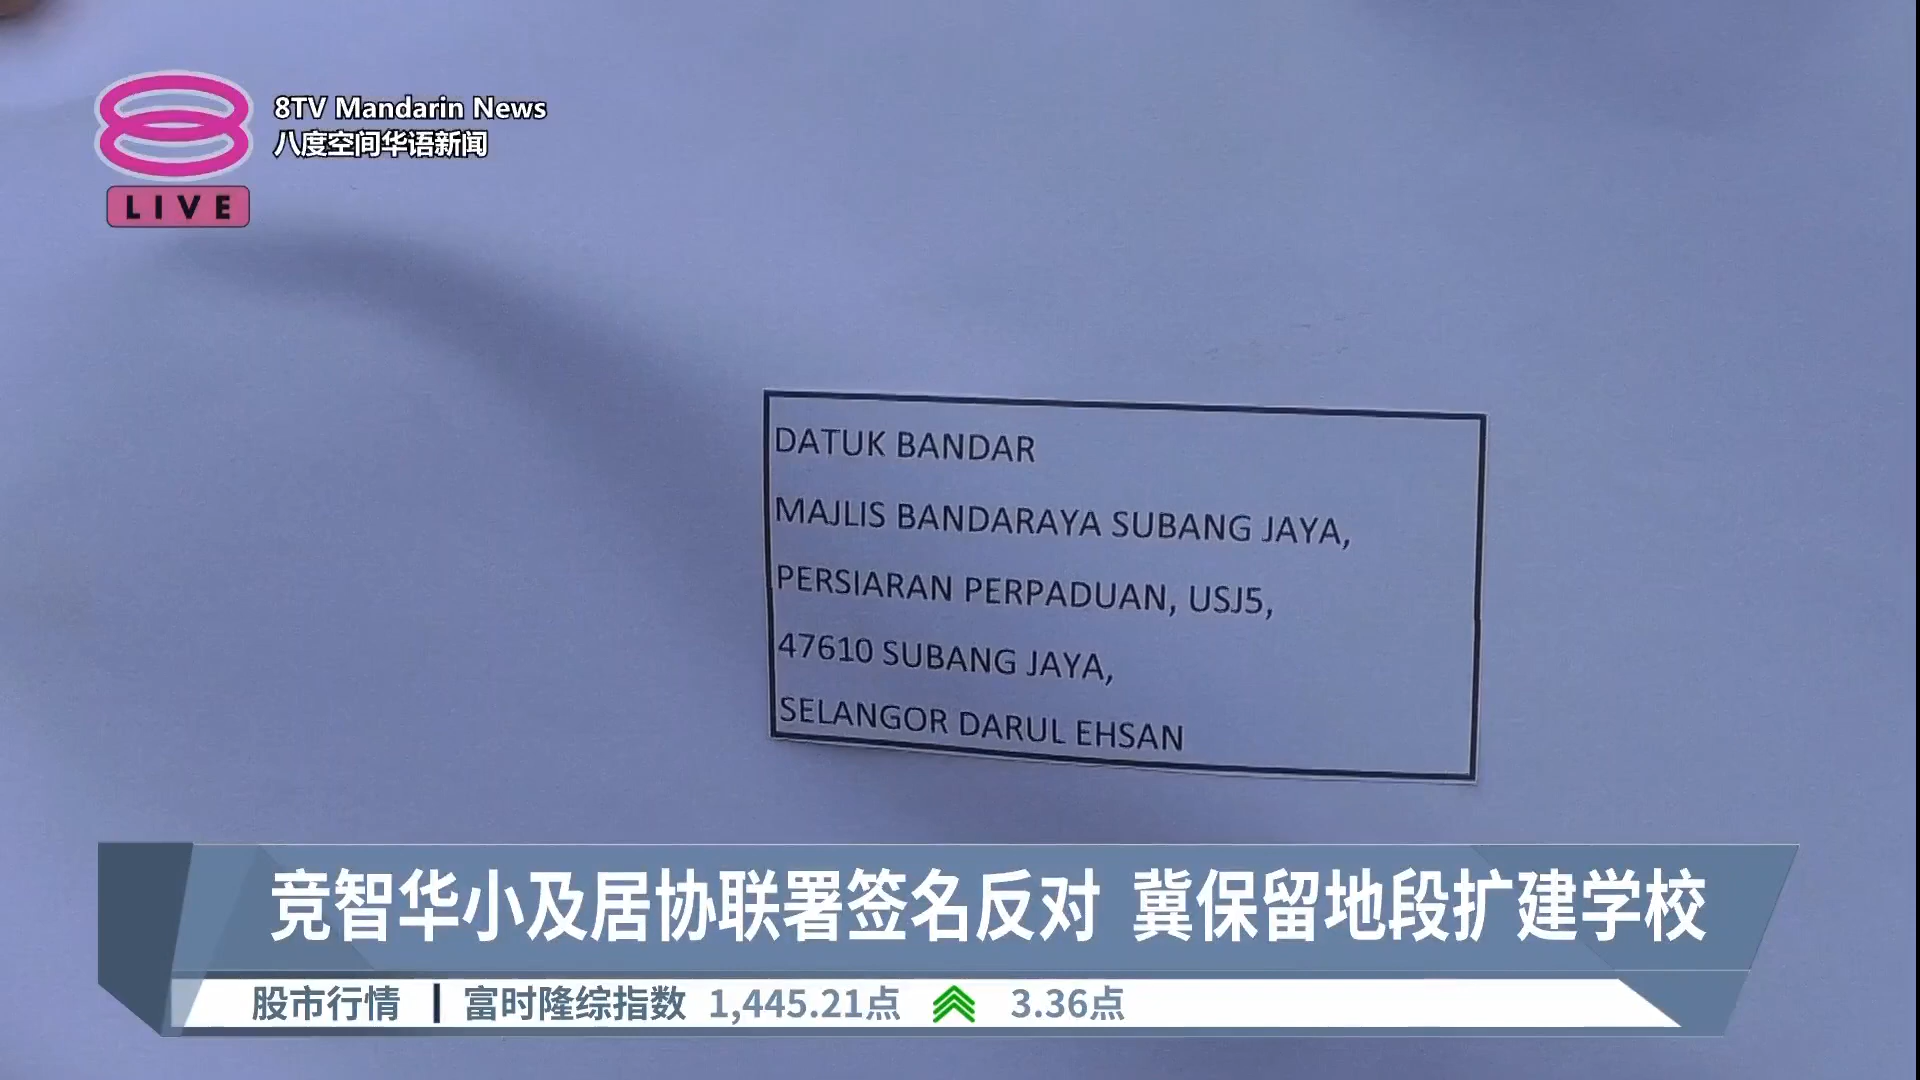 8TV Mandarin News
八度空间华语新闻
LIVE
DATUK BANDAR
MAJLIS BANDARAYA SUBANG JAYA,
PERSIARAN PERPADUAN, USJ5,
47610 SUBANG JAYA,
SELANGOR DARUL EHSAN
竞智华小及居协联署签名反对 冀保留地段扩建学校
股市行情 | 富时隆综指数 1,445.21点 3.36点